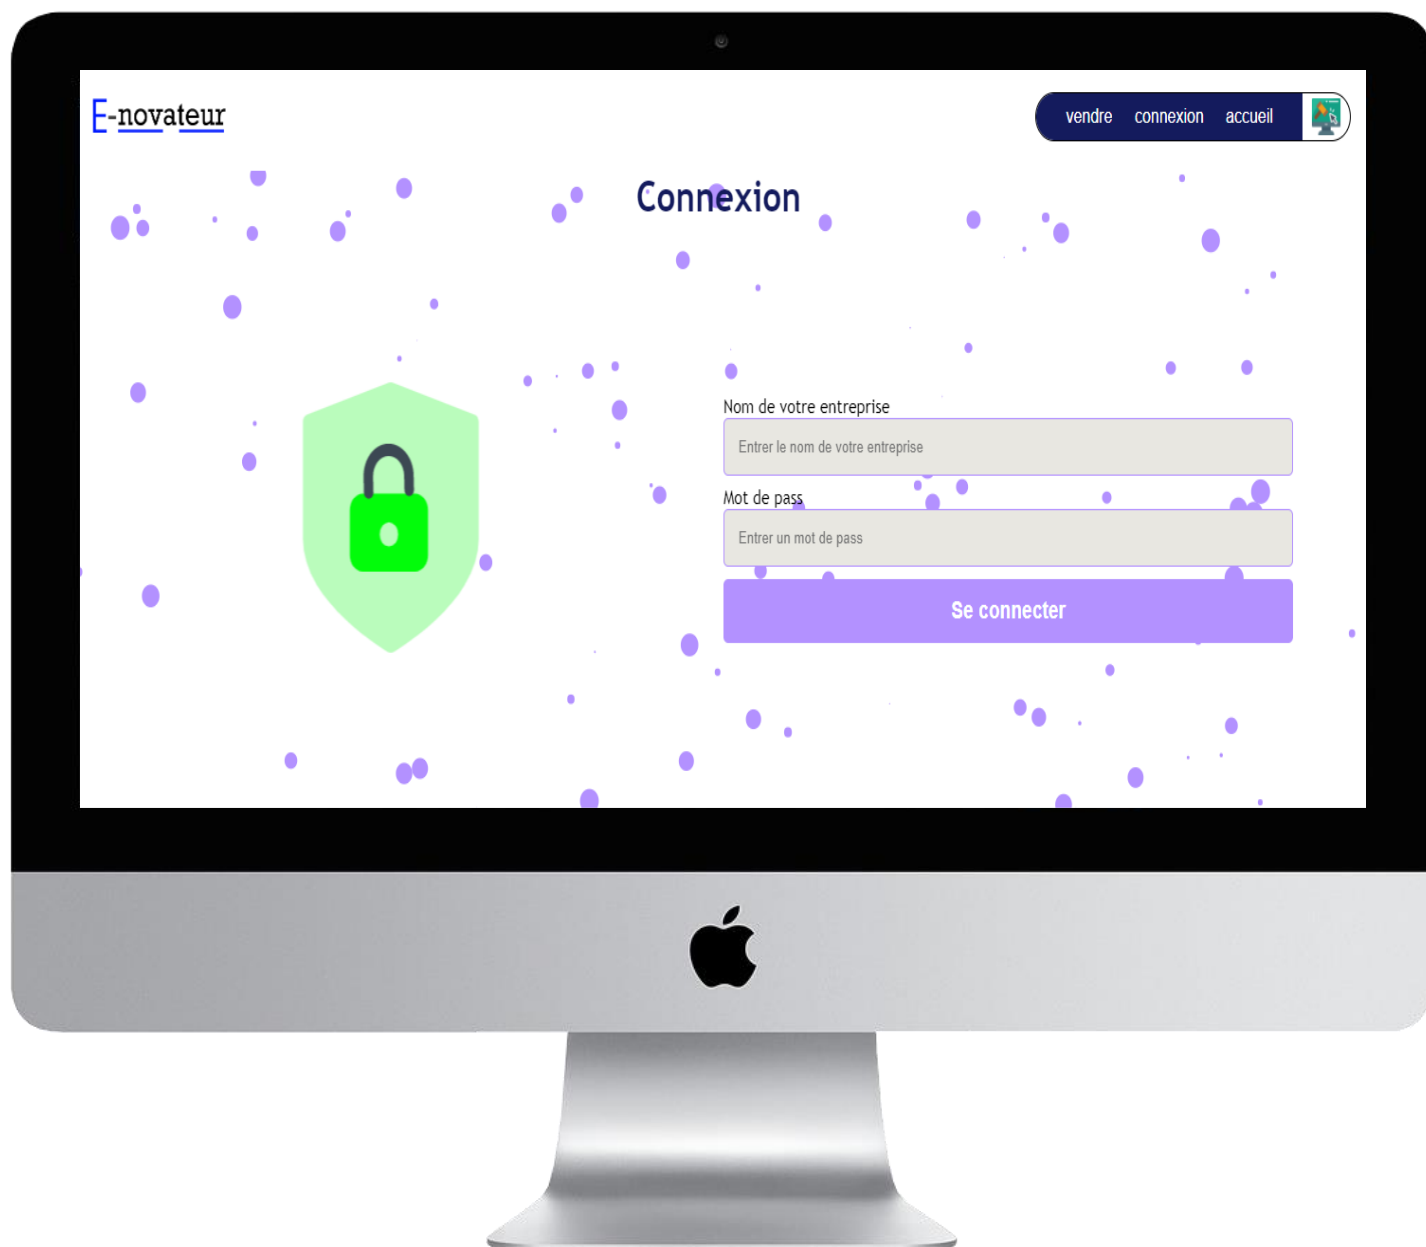 E-novateur
vendre connexion accueil
Connexion
Nom de votre entreprise
Entrer le nom de votre entreprise
Mot de pass
Entrer un mot de pass
Se connecter